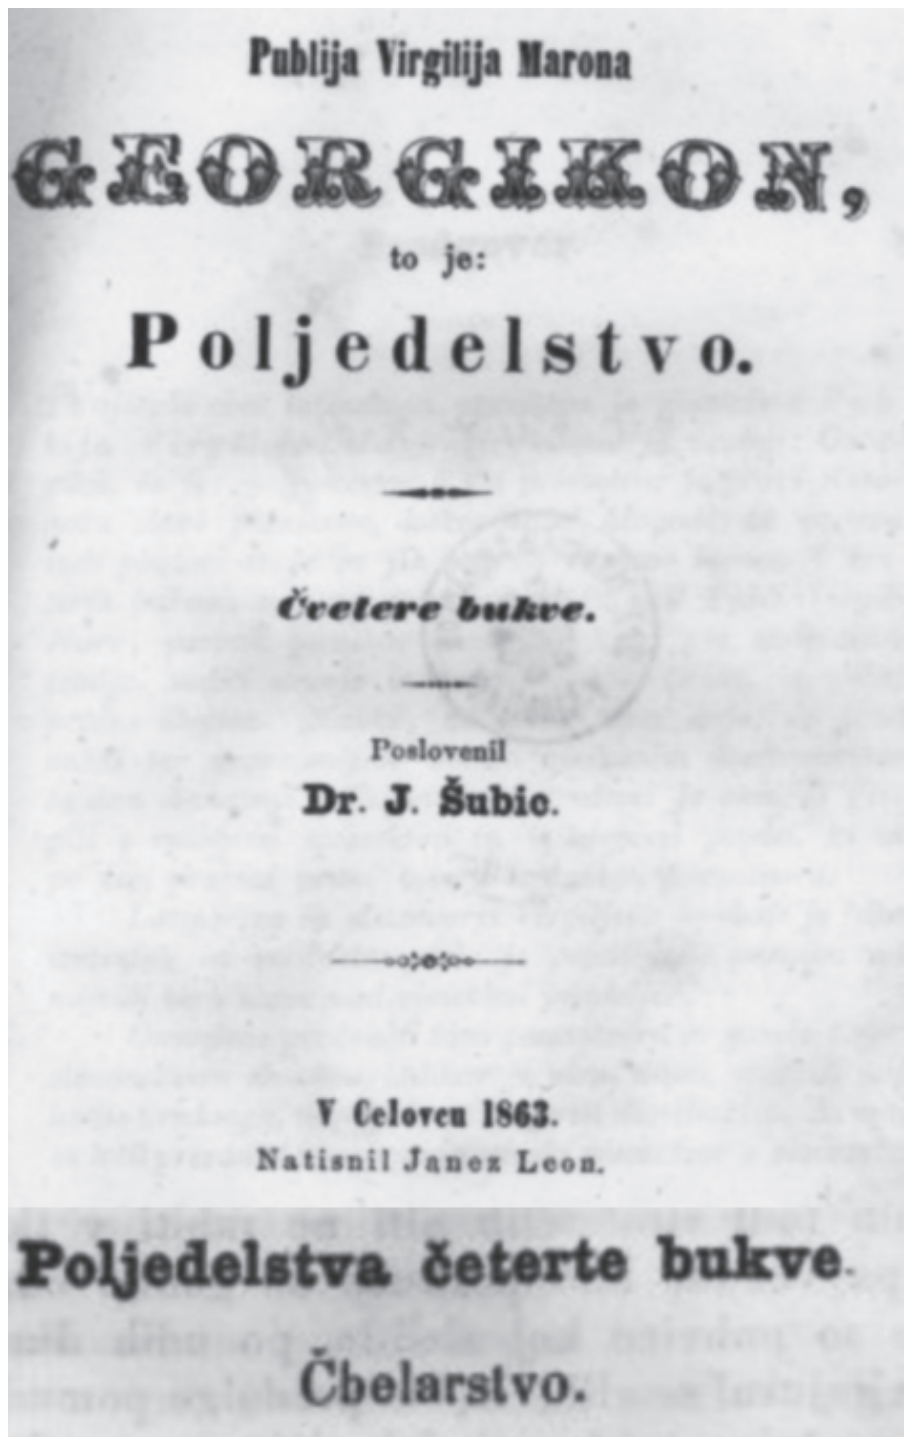 Publija Virgilija Marona
GEORGIKON,
to je:
Poljedelstvo.
Čvetere bukve.
Poslovenil
Dr. J. Šubic.
V Celovcu 1863.
Natisnil Janez Leon.
Poljedelstva četerte bukve.
Čbelarstvo.